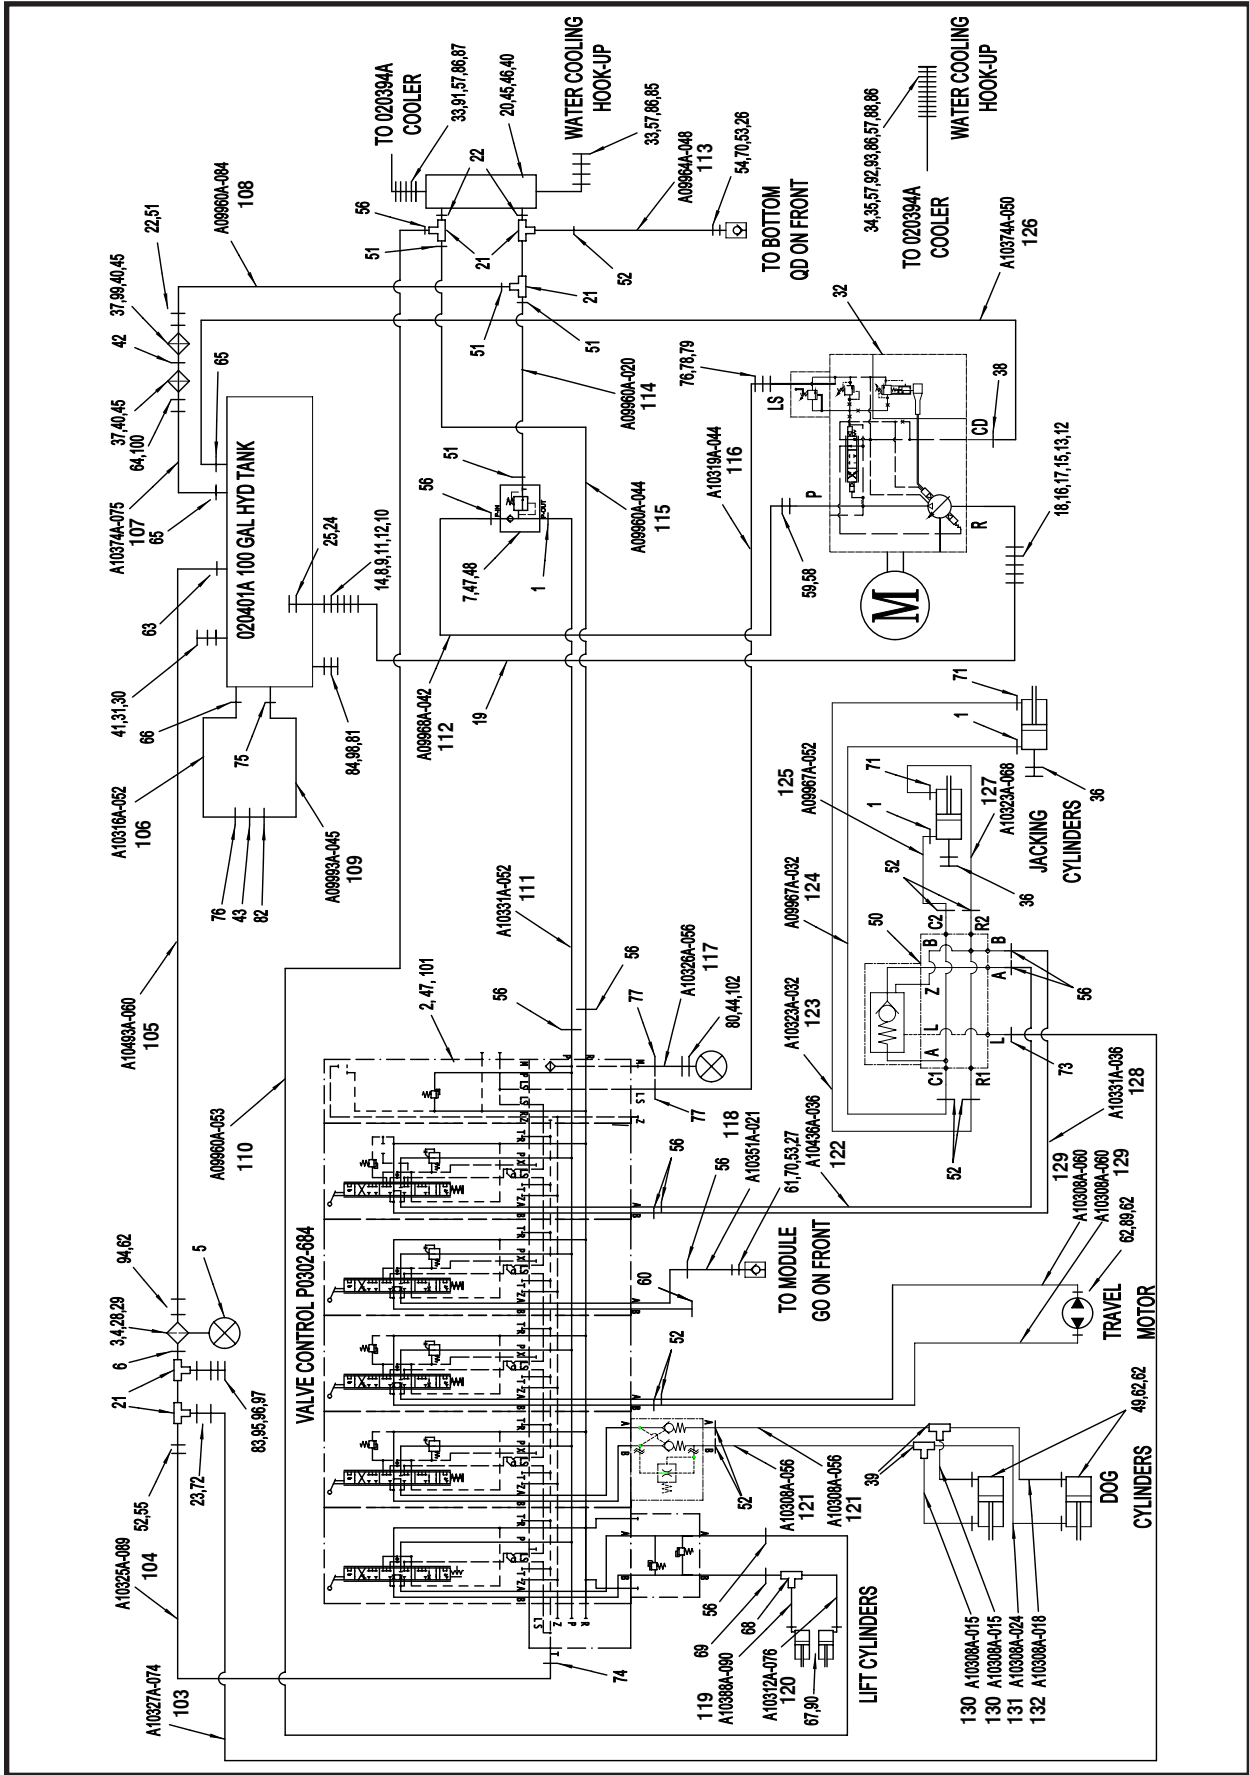 A10327A-074
103
A10325A-089
104
52,55
23,72
21
6
3,4,28,29
94,62
5
83,95,96,97
A09960A-053
110
A10493A-060
105
A10316A-052
106
76
43
82
A09993A-045
109
66
75
41,31,30
63
84,98,81
020401A 100 GAL HYD TANK
25,24
14,8,9,11,12,10
A10374A-075
107
65
65
64,100
37,40,45
42
37,99,40,45
22,51
A09960A-084
108
TO 020394A
COOLER
33,91,57,86,87
20,45,46,40
22
56
51
21
WATER COOLING
HOOK-UP
33,57,86,85
A09964A-048
113
54,70,53,26
TO BOTTOM
QD ON FRONT
52
21
51
51
A09960A-020
114
51
56
P-IN
P-OUT
7,47,48
1
A09960A-044
115
A09968A-042
112
19
34,35,57,92,93,86,57,88,86
TO 020394A
COOLER
WATER COOLING
HOOK-UP
A10374A-050
126
32
38
76,78,79
LS
A10319A-044
116
P
CD
R
59,58
M
18,16,17,15,13,12
VALVE CONTROL P0302-684
2, 47, 101
A10331A-052
111
56
56
77
A10326A-056
117
80,44,102
77
118
A10351A-021
56
56
61,70,53,27
A10436A-036
122
TO MODULE
GO ON FRONT
60
52
A10323A-032
123
A09967A-032
124
125
A09967A-052
50
52
1
71
1
71
36
36
127
A10323A-068
JACKING
CYLINDERS
C1
A
L
Z
B
C2
R1
L
A
B
R2
52
73
56
A10331A-036
128
129
A10308A-060
A10308A-060
129
62,89,62
TRAVEL
MOTOR
52
A10308A-056
121
A10308A-056
121
39
49,62,62
DOG
CYLINDERS
130 A10308A-015
130 A10308A-015
131 A10308A-024
132 A10308A-018
74
56
56
68
69
119
A10388A-090
A10312A-076
120
67,90
LIFT CYLINDERS